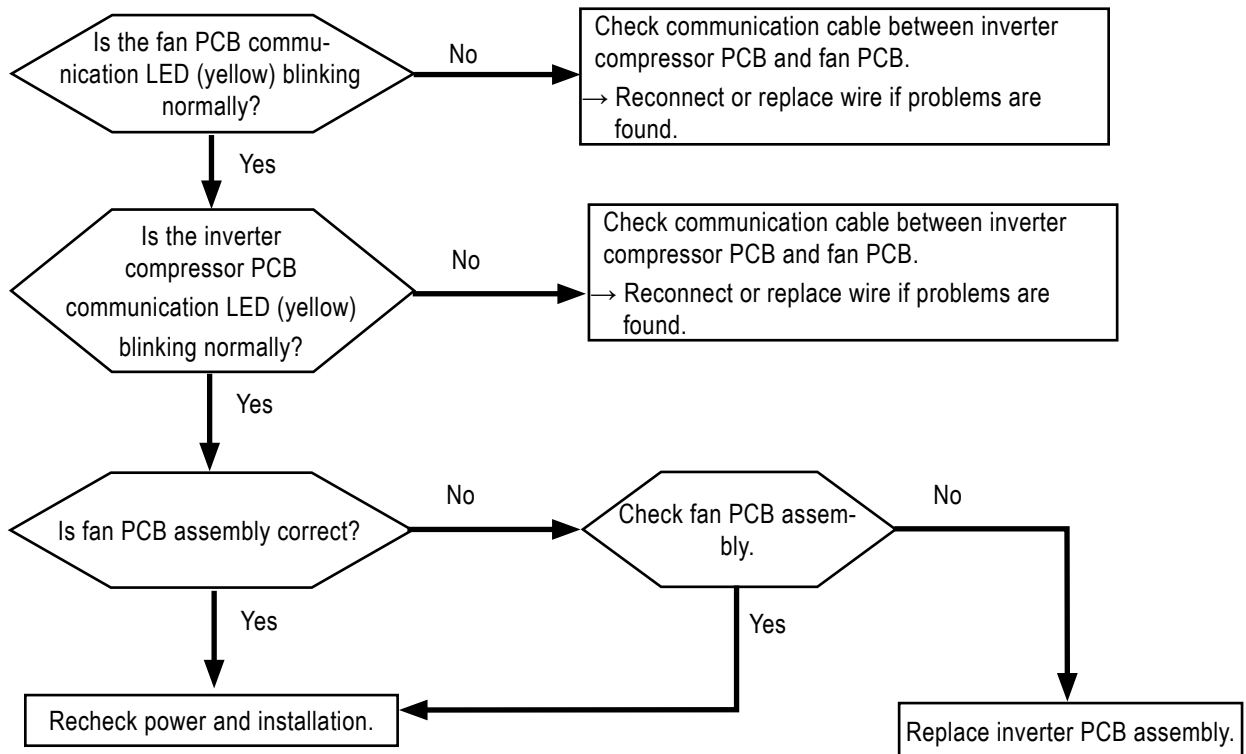 Is the fan PCB commu-
nication LED (yellow) blinking
normally?
No
Check communication cable between inverter
compressor PCB and fan PCB.
→ Reconnect or replace wire if problems are
found.
Yes
Is the inverter
compressor PCB
communication LED (yellow)
blinking normally?
No
Check communication cable between inverter
compressor PCB and fan PCB.
→ Reconnect or replace wire if problems are
found.
Yes
Is fan PCB assembly correct?
No
Check fan PCB assem-
bly.
No
Yes
Yes
Recheck power and installation.
Replace inverter PCB assembly.